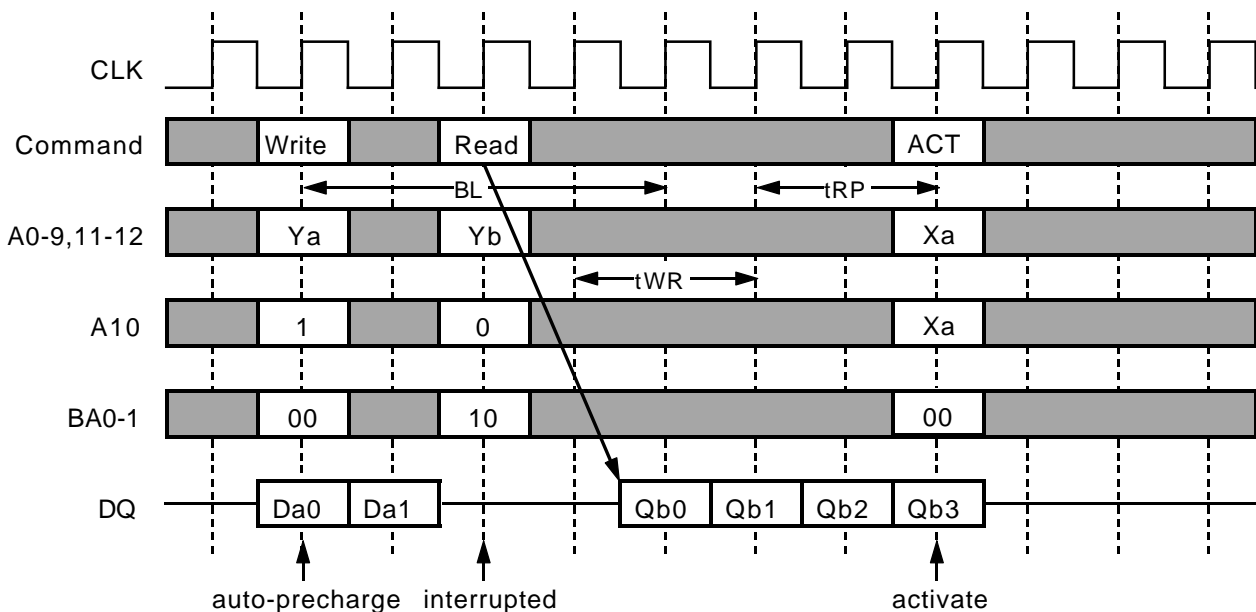 CLK
Command Write Read ACT
BL tRP
A0-9,11-12 Ya Yb Xa
tWR
A10 1 0 Xa
BA0-1 00 10 00
DQ Da0 Da1 Qb0 Qb1 Qb2 Qb3
auto-precharge interrupted activate